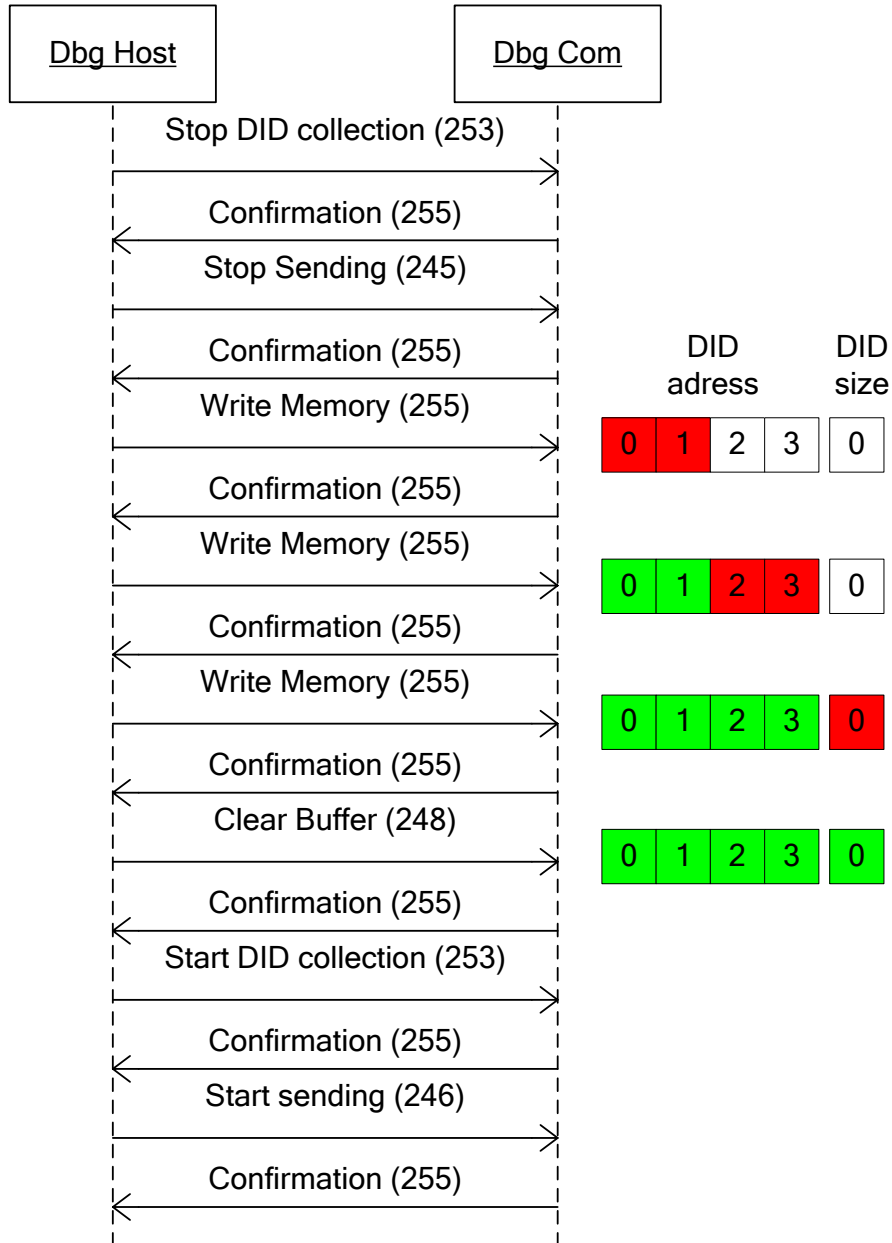 Dbg Host
Dbg Com
Stop DID collection (253)
Confirmation (255)
Stop Sending (245)
Confirmation (255)
DID
adress
DID
size
Write Memory (255)
0 1 2 3 0
Confirmation (255)
Write Memory (255)
0 1 2 3 0
Confirmation (255)
Write Memory (255)
0 1 2 3 0
Confirmation (255)
Clear Buffer (248)
0 1 2 3 0
Confirmation (255)
Start DID collection (253)
Confirmation (255)
Start sending (246)
Confirmation (255)